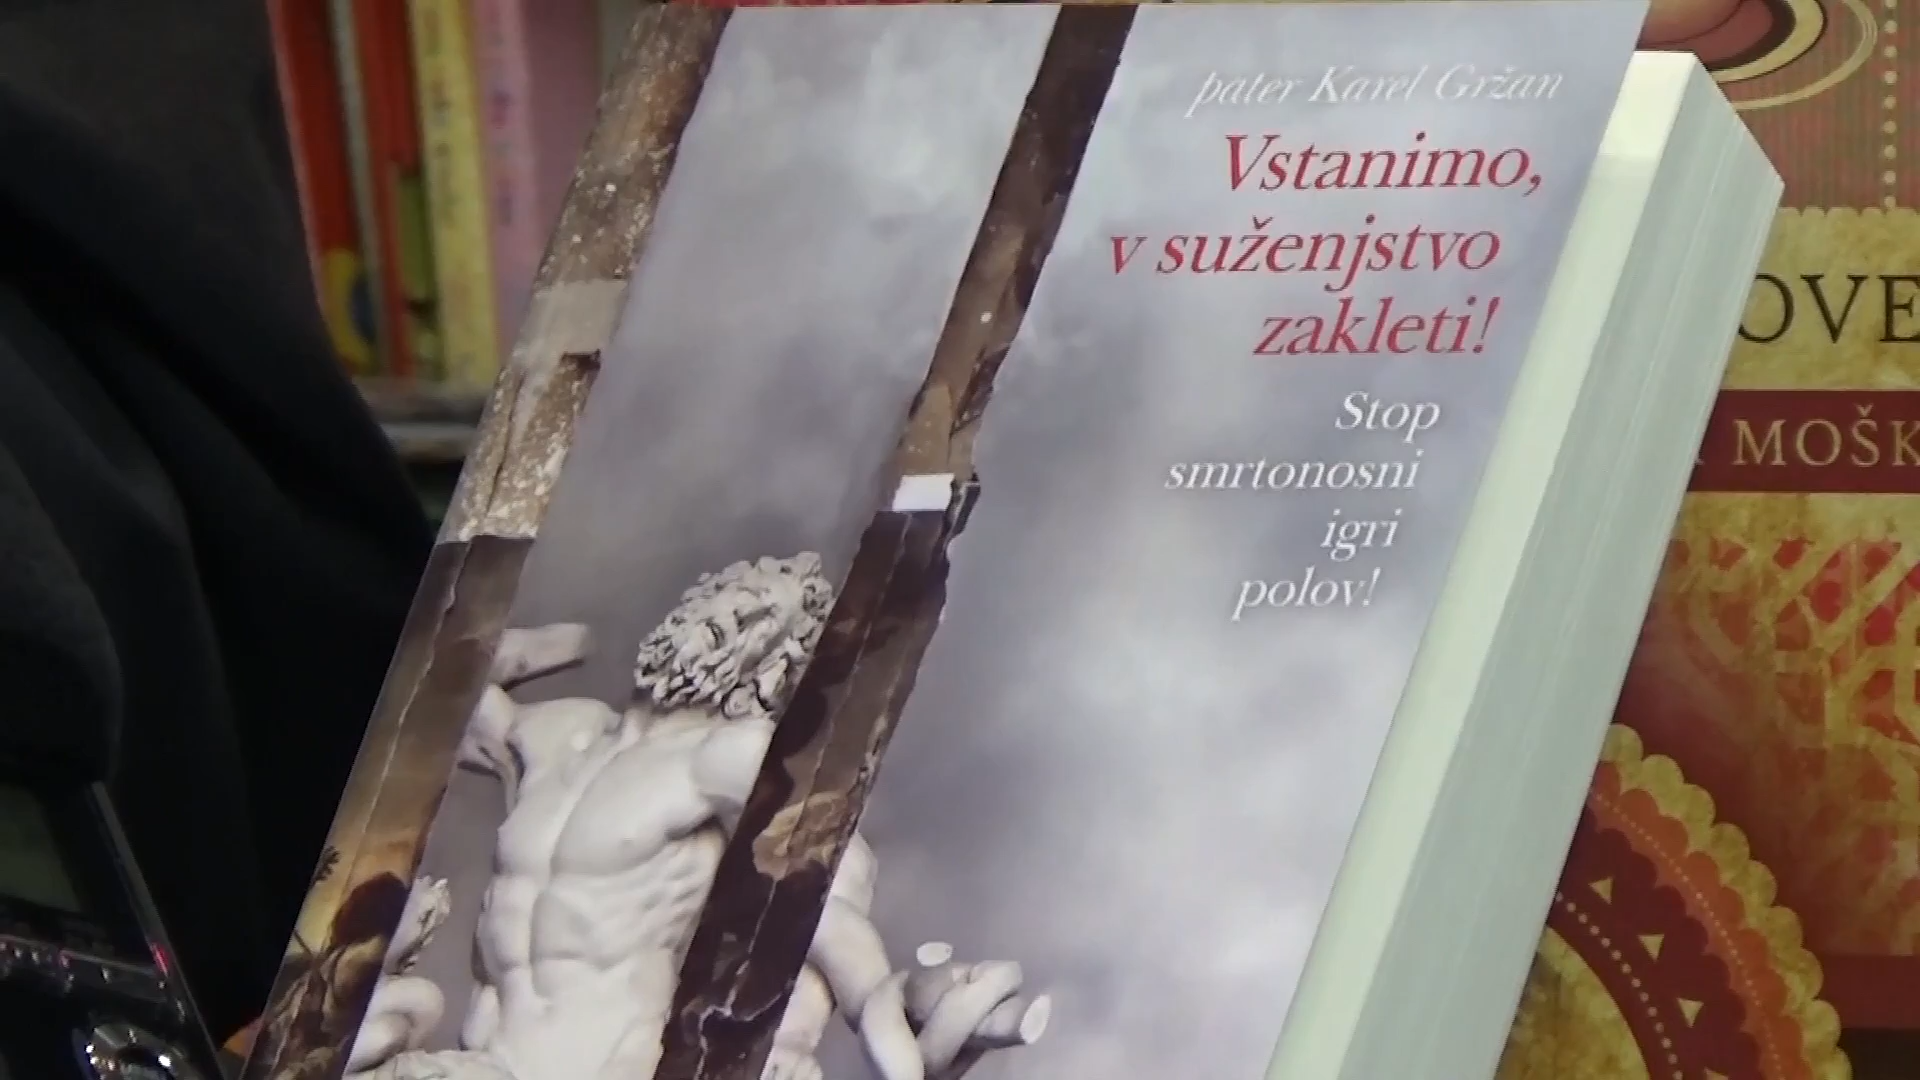 pater Karel Gržan
Vstanimo,
v suženjstvo
zakleti!
Stop
smrtonosni
igri
polov!
OVE
MOŠK